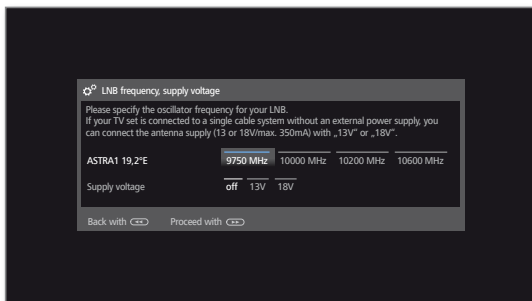 LNB frequency, supply voltage
Please specify the oscillator frequency for your LNB.
If your TV set is connected to a single cable system without an external power supply, you
can connect the antenna supply (13 or 18V/max. 350mA) with „13V” or „18V”.
ASTRA1 19,2°E 9750 MHz 10000 MHz 10200 MHz 10600 MHz
Supply voltage off 13V 18V
Back with Proceed with